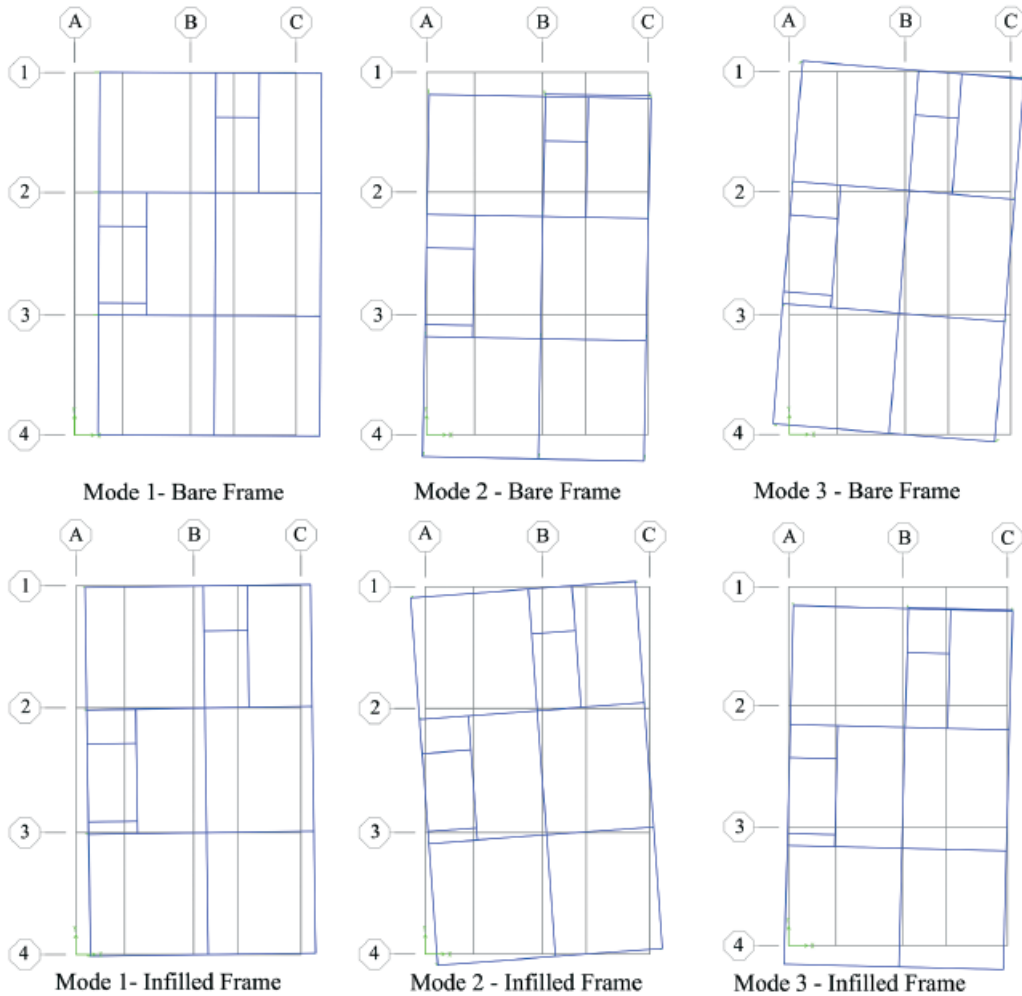 A B C A B C A B C
1 1 1
2 2 2
3 3 3
4 4 4
Mode 1- Bare Frame Mode 2 - Bare Frame Mode 3 - Bare Frame
A B C A B C A B C
1 1 1
2 2 2
3 3 3
4 4 4
Mode 1- Infilled Frame Mode 2 - Infilled Frame Mode 3 - Infilled Frame